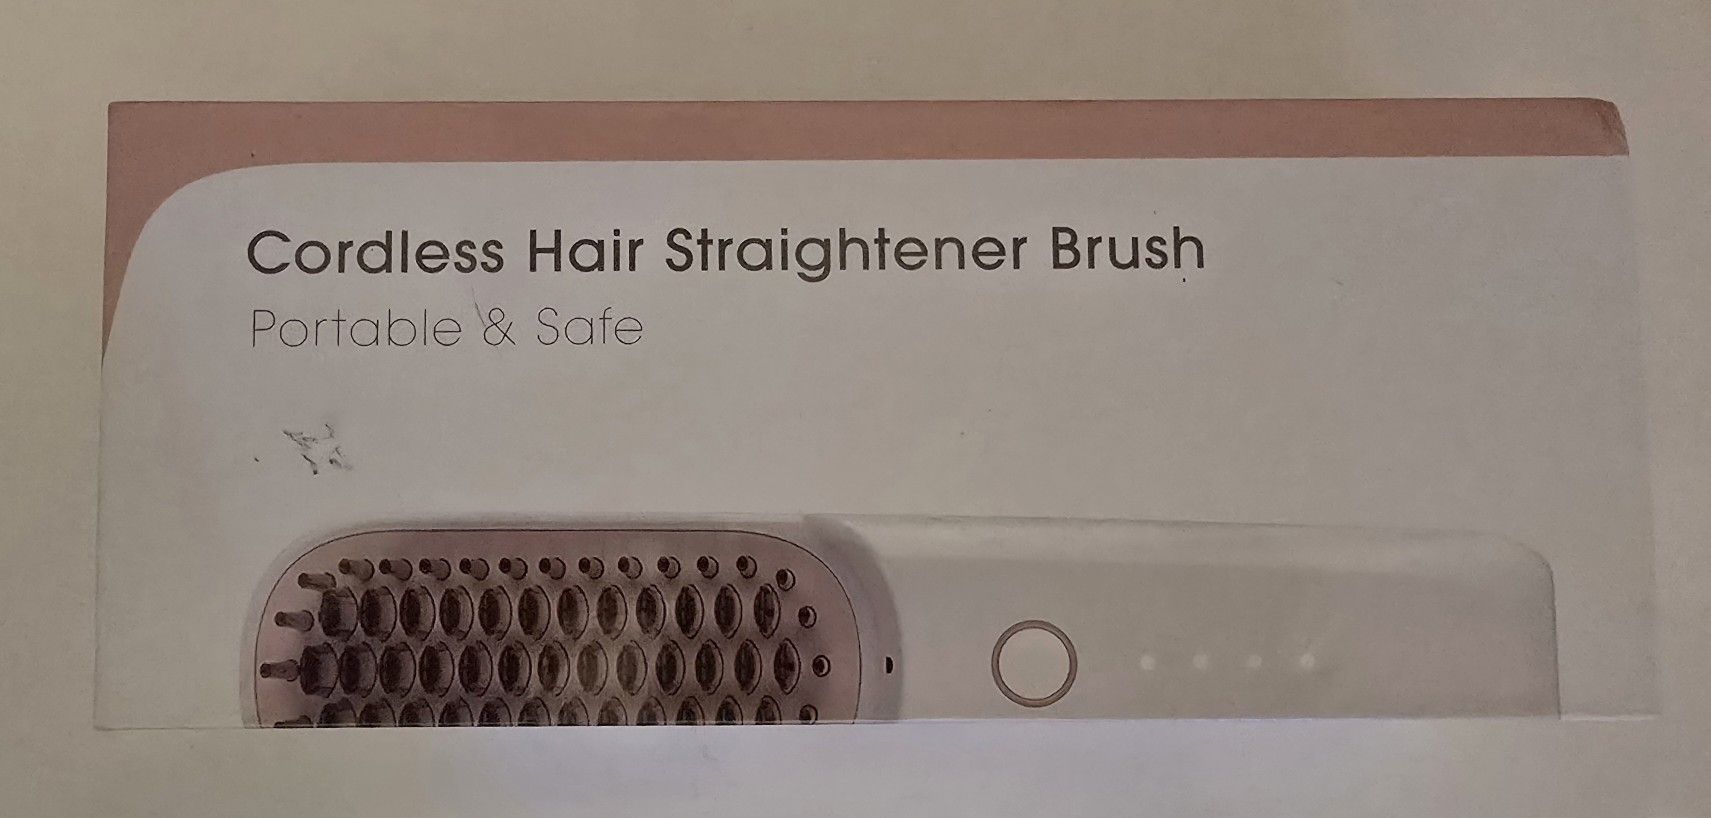 Cordless Hair Straightener Brush
Portable & Safe